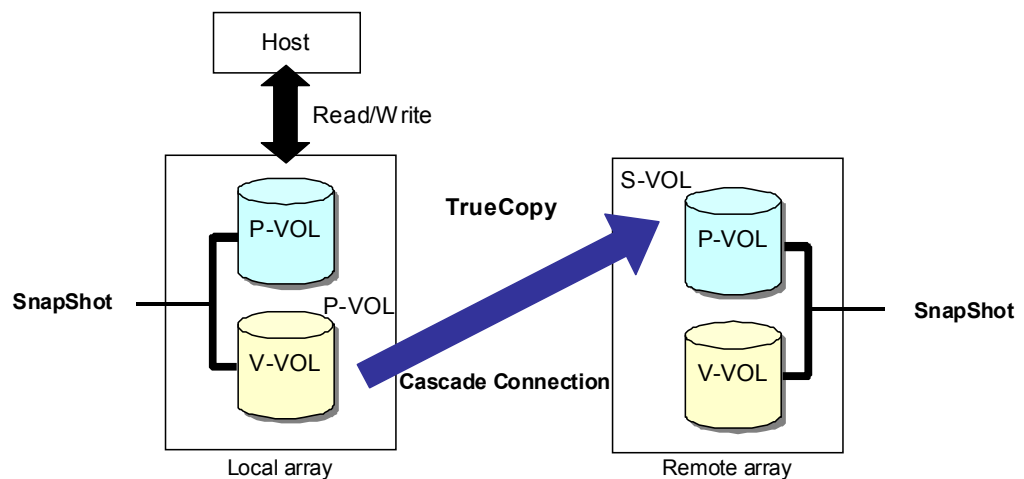 Host
Read/Write
S-VOL
TrueCopy
P-VOL
P-VOL
SnapShot
P-VOL
SnapShot
V-VOL
Cascade Connection
V-VOL
Local array
Remote array